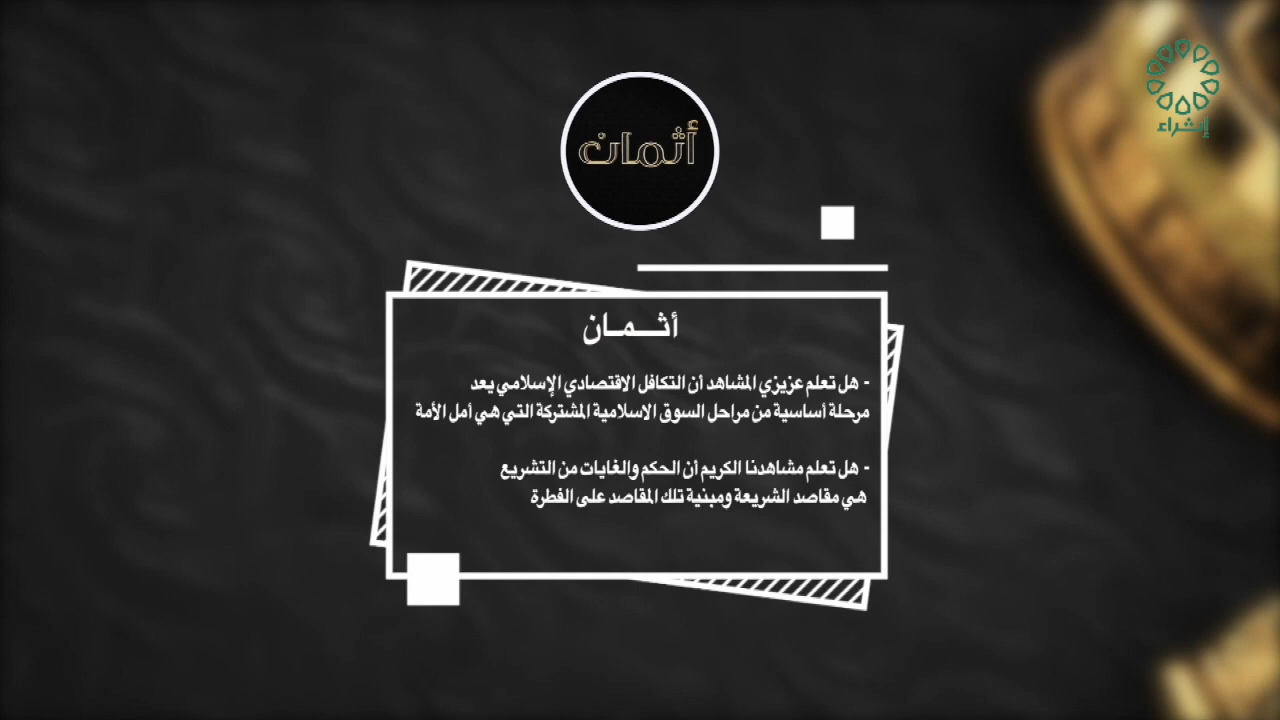 إثراء
أثمان
أثـــمــان
- هل تعلم عزيزي المشاهد أن التكافل الاقتصادي الإسلامي يعد
مرحلة أساسية من مراحل السوق الاسلامية المشتركة التي هي أمل الأمة
- هل تعلم مشاهدنا الكريم أن الحكم والغايات من التشريع
هي مقاصد الشريعة ومبنية تلك المقاصد على الفطرة